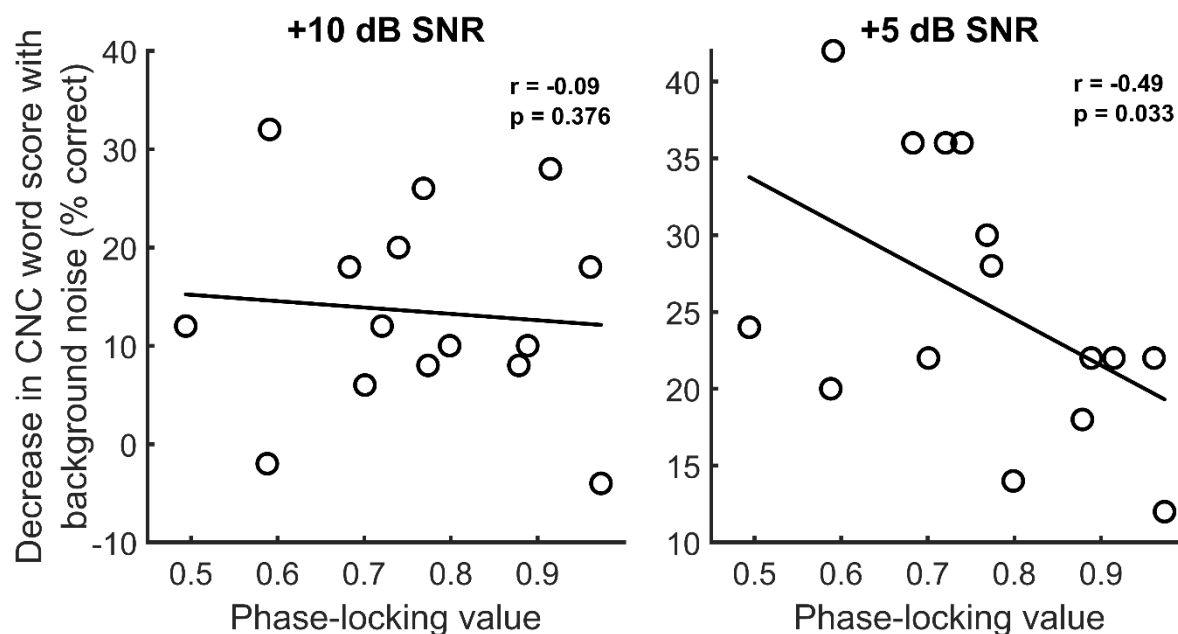 +10 dB SNR
Decrease in CNC word score with
background noise (% correct)
40
30
20
10
0
-10
r = -0.09
p = 0.376
0.5 0.6 0.7 0.8 0.9
Phase-locking value
+5 dB SNR
40
35
30
25
20
15
10
r = -0.49
p = 0.033
0.5 0.6 0.7 0.8 0.9
Phase-locking value